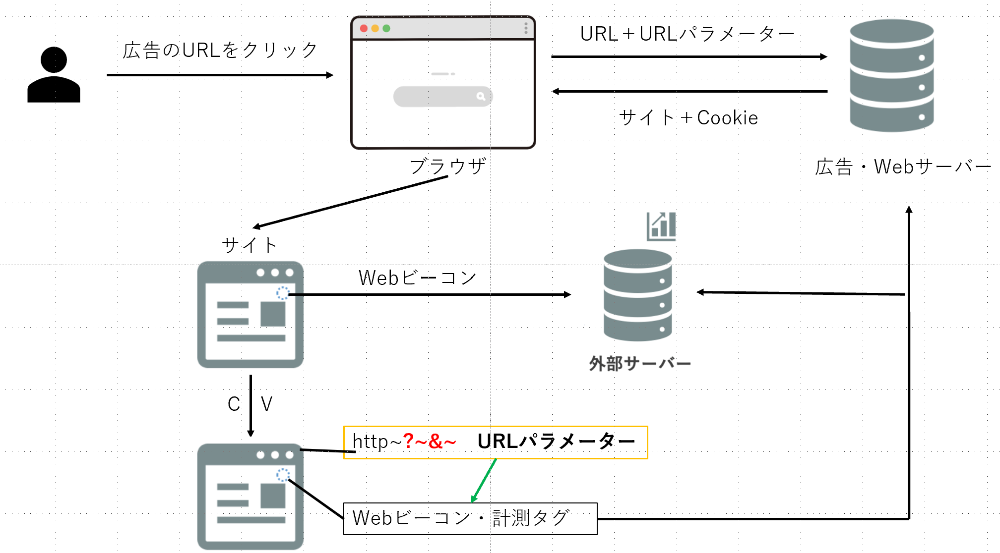 広告のURLをクリック
URL＋URLパラメーター
サイト＋Cookie
ブラウザ
広告・Webサーバー
サイト
Webビーコン
外部サーバー
C V
http~?~&~　URLパラメーター
Webビーコン・計測タグ